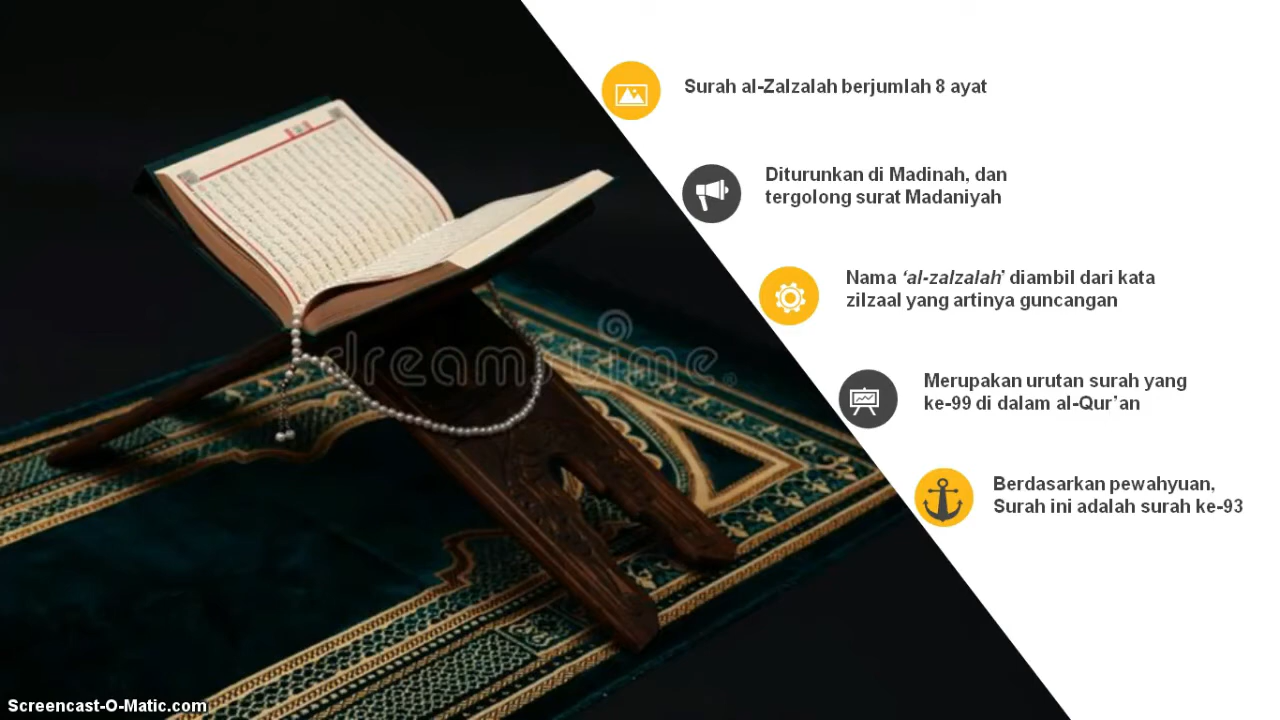 Surah al-Zalzalah berjumlah 8 ayat
Diturunkan di Madinah, dan
tergolong surat Madaniyah
Nama ‘al-zalzalah’ diambil dari kata
zilzaal yang artinya guncangan
Merupakan urutan surah yang
ke-99 di dalam al-Qur’an
Berdasarkan pewahyuan,
Surah ini adalah surah ke-93
dreamstime.
Screencast-O-Matic.com